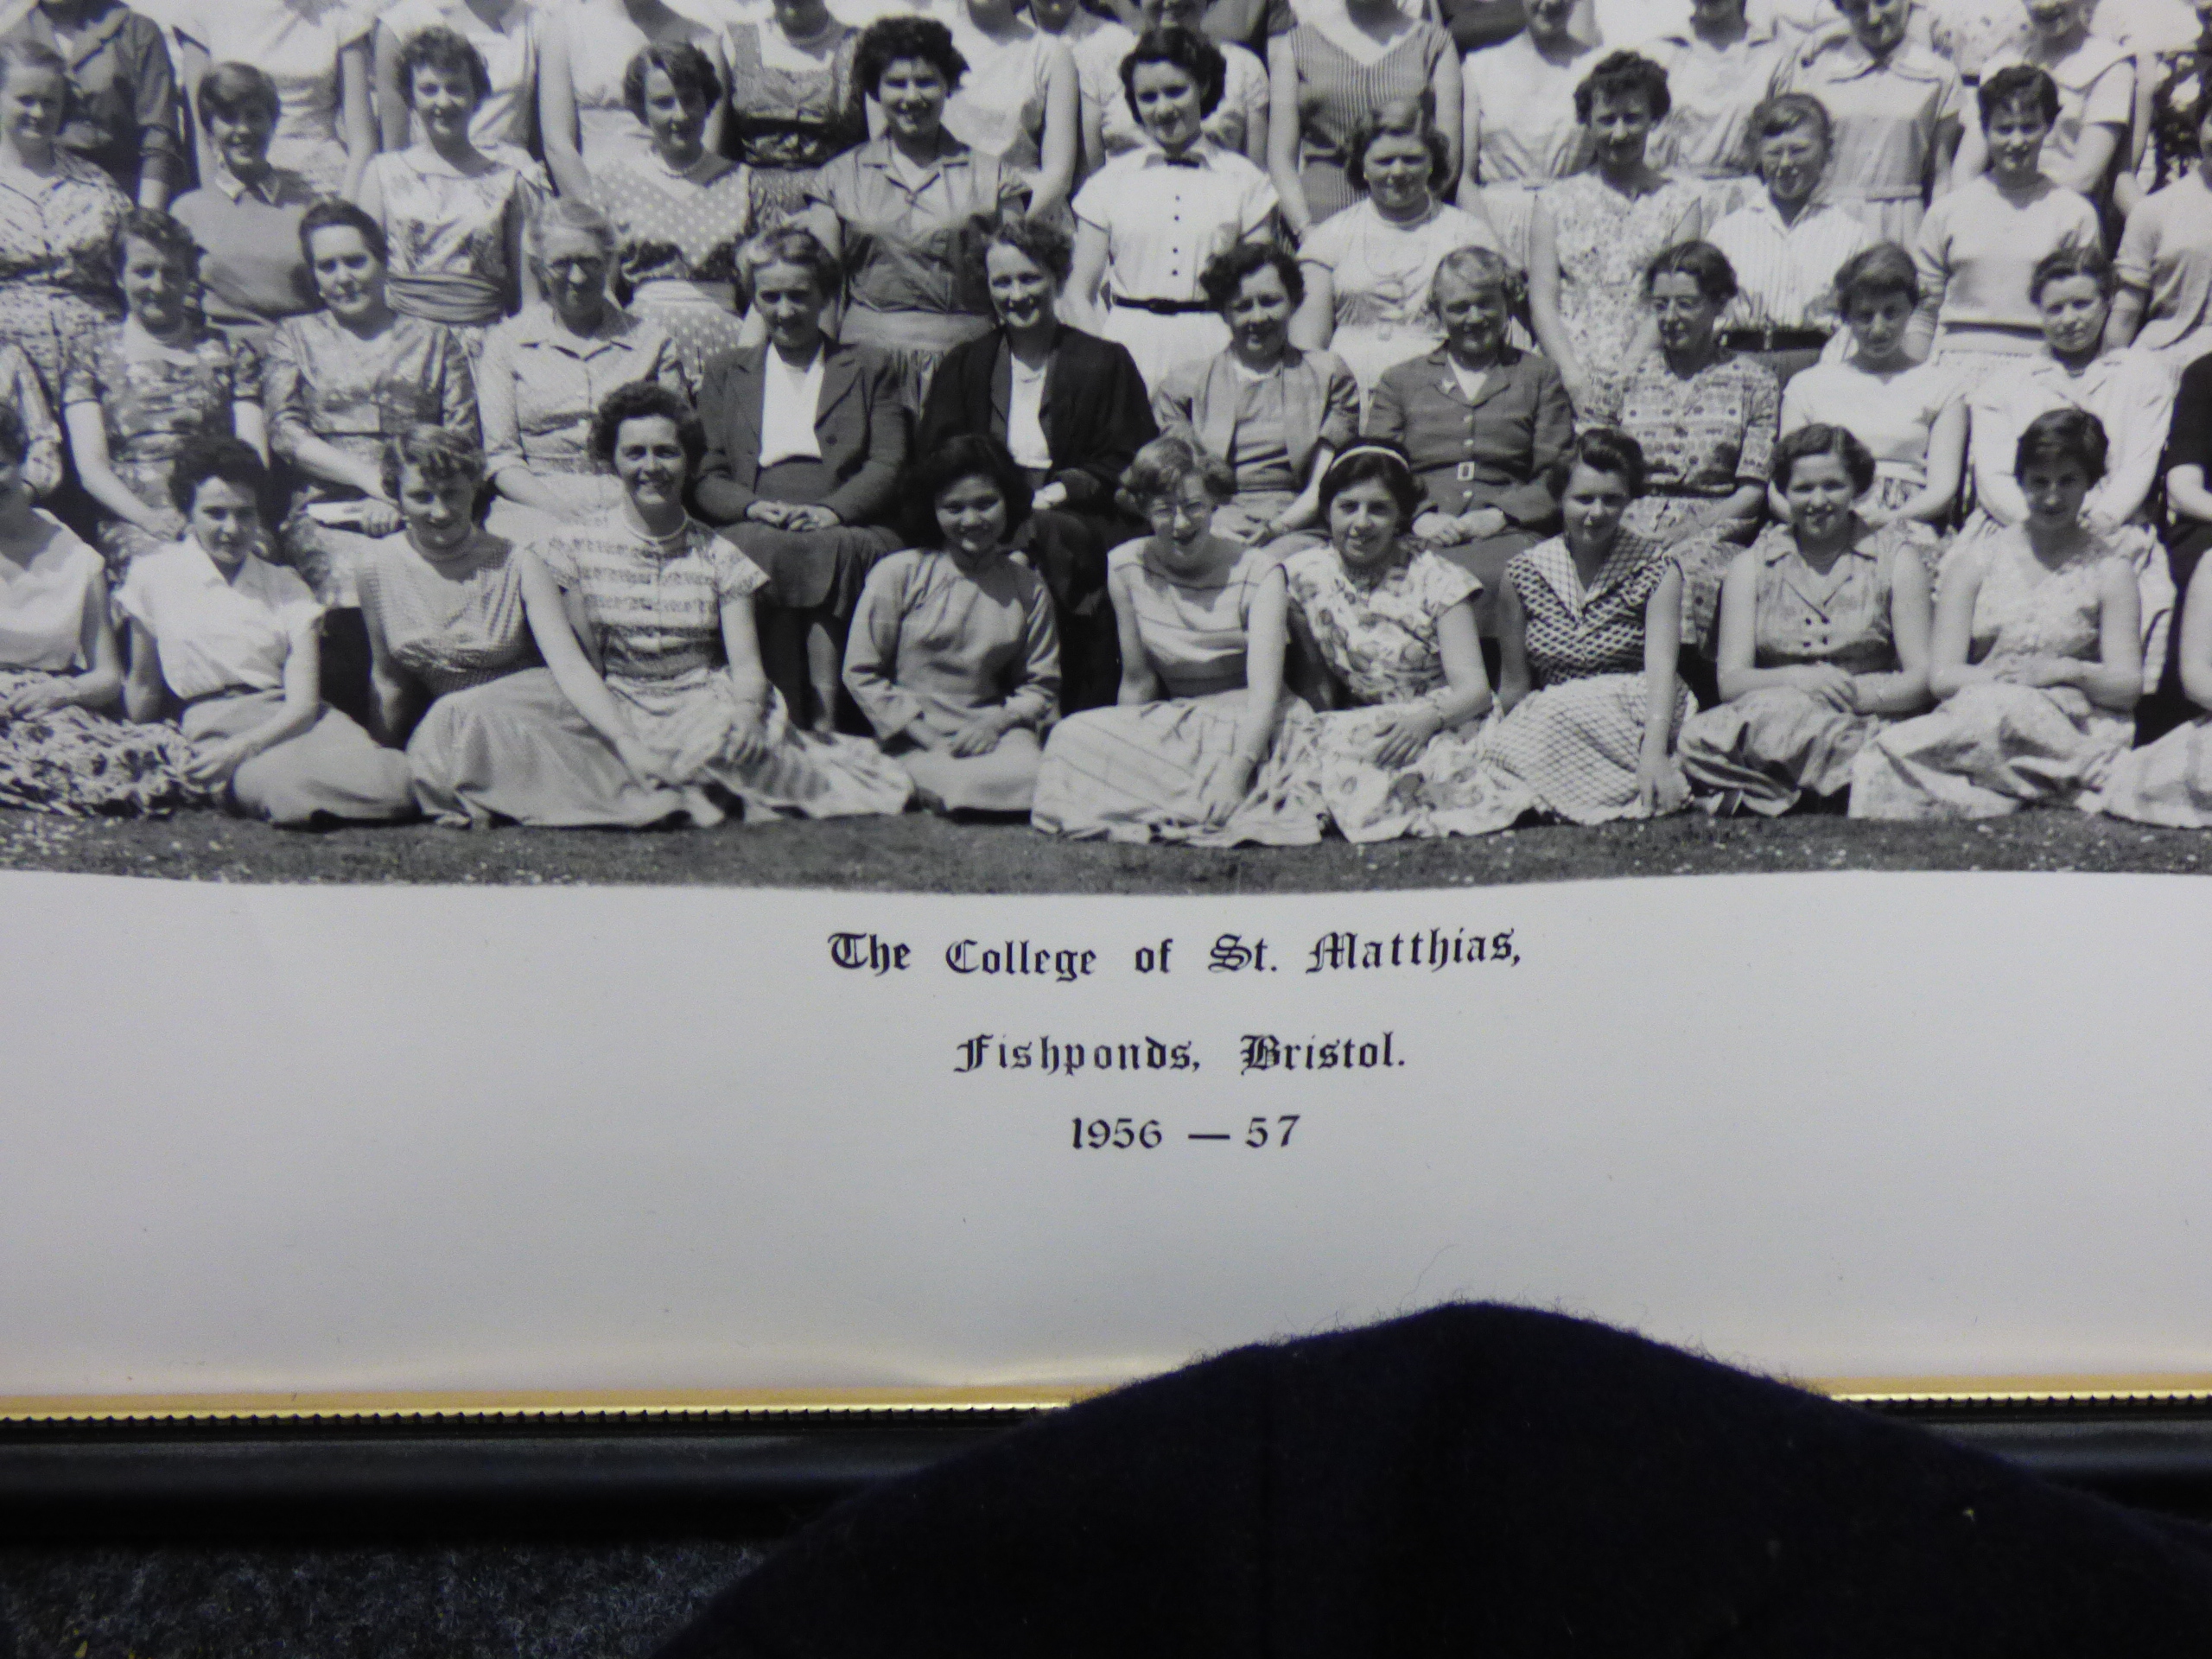 The College of St. Matthias,
Fishponds, Bristol.
1956 — 57